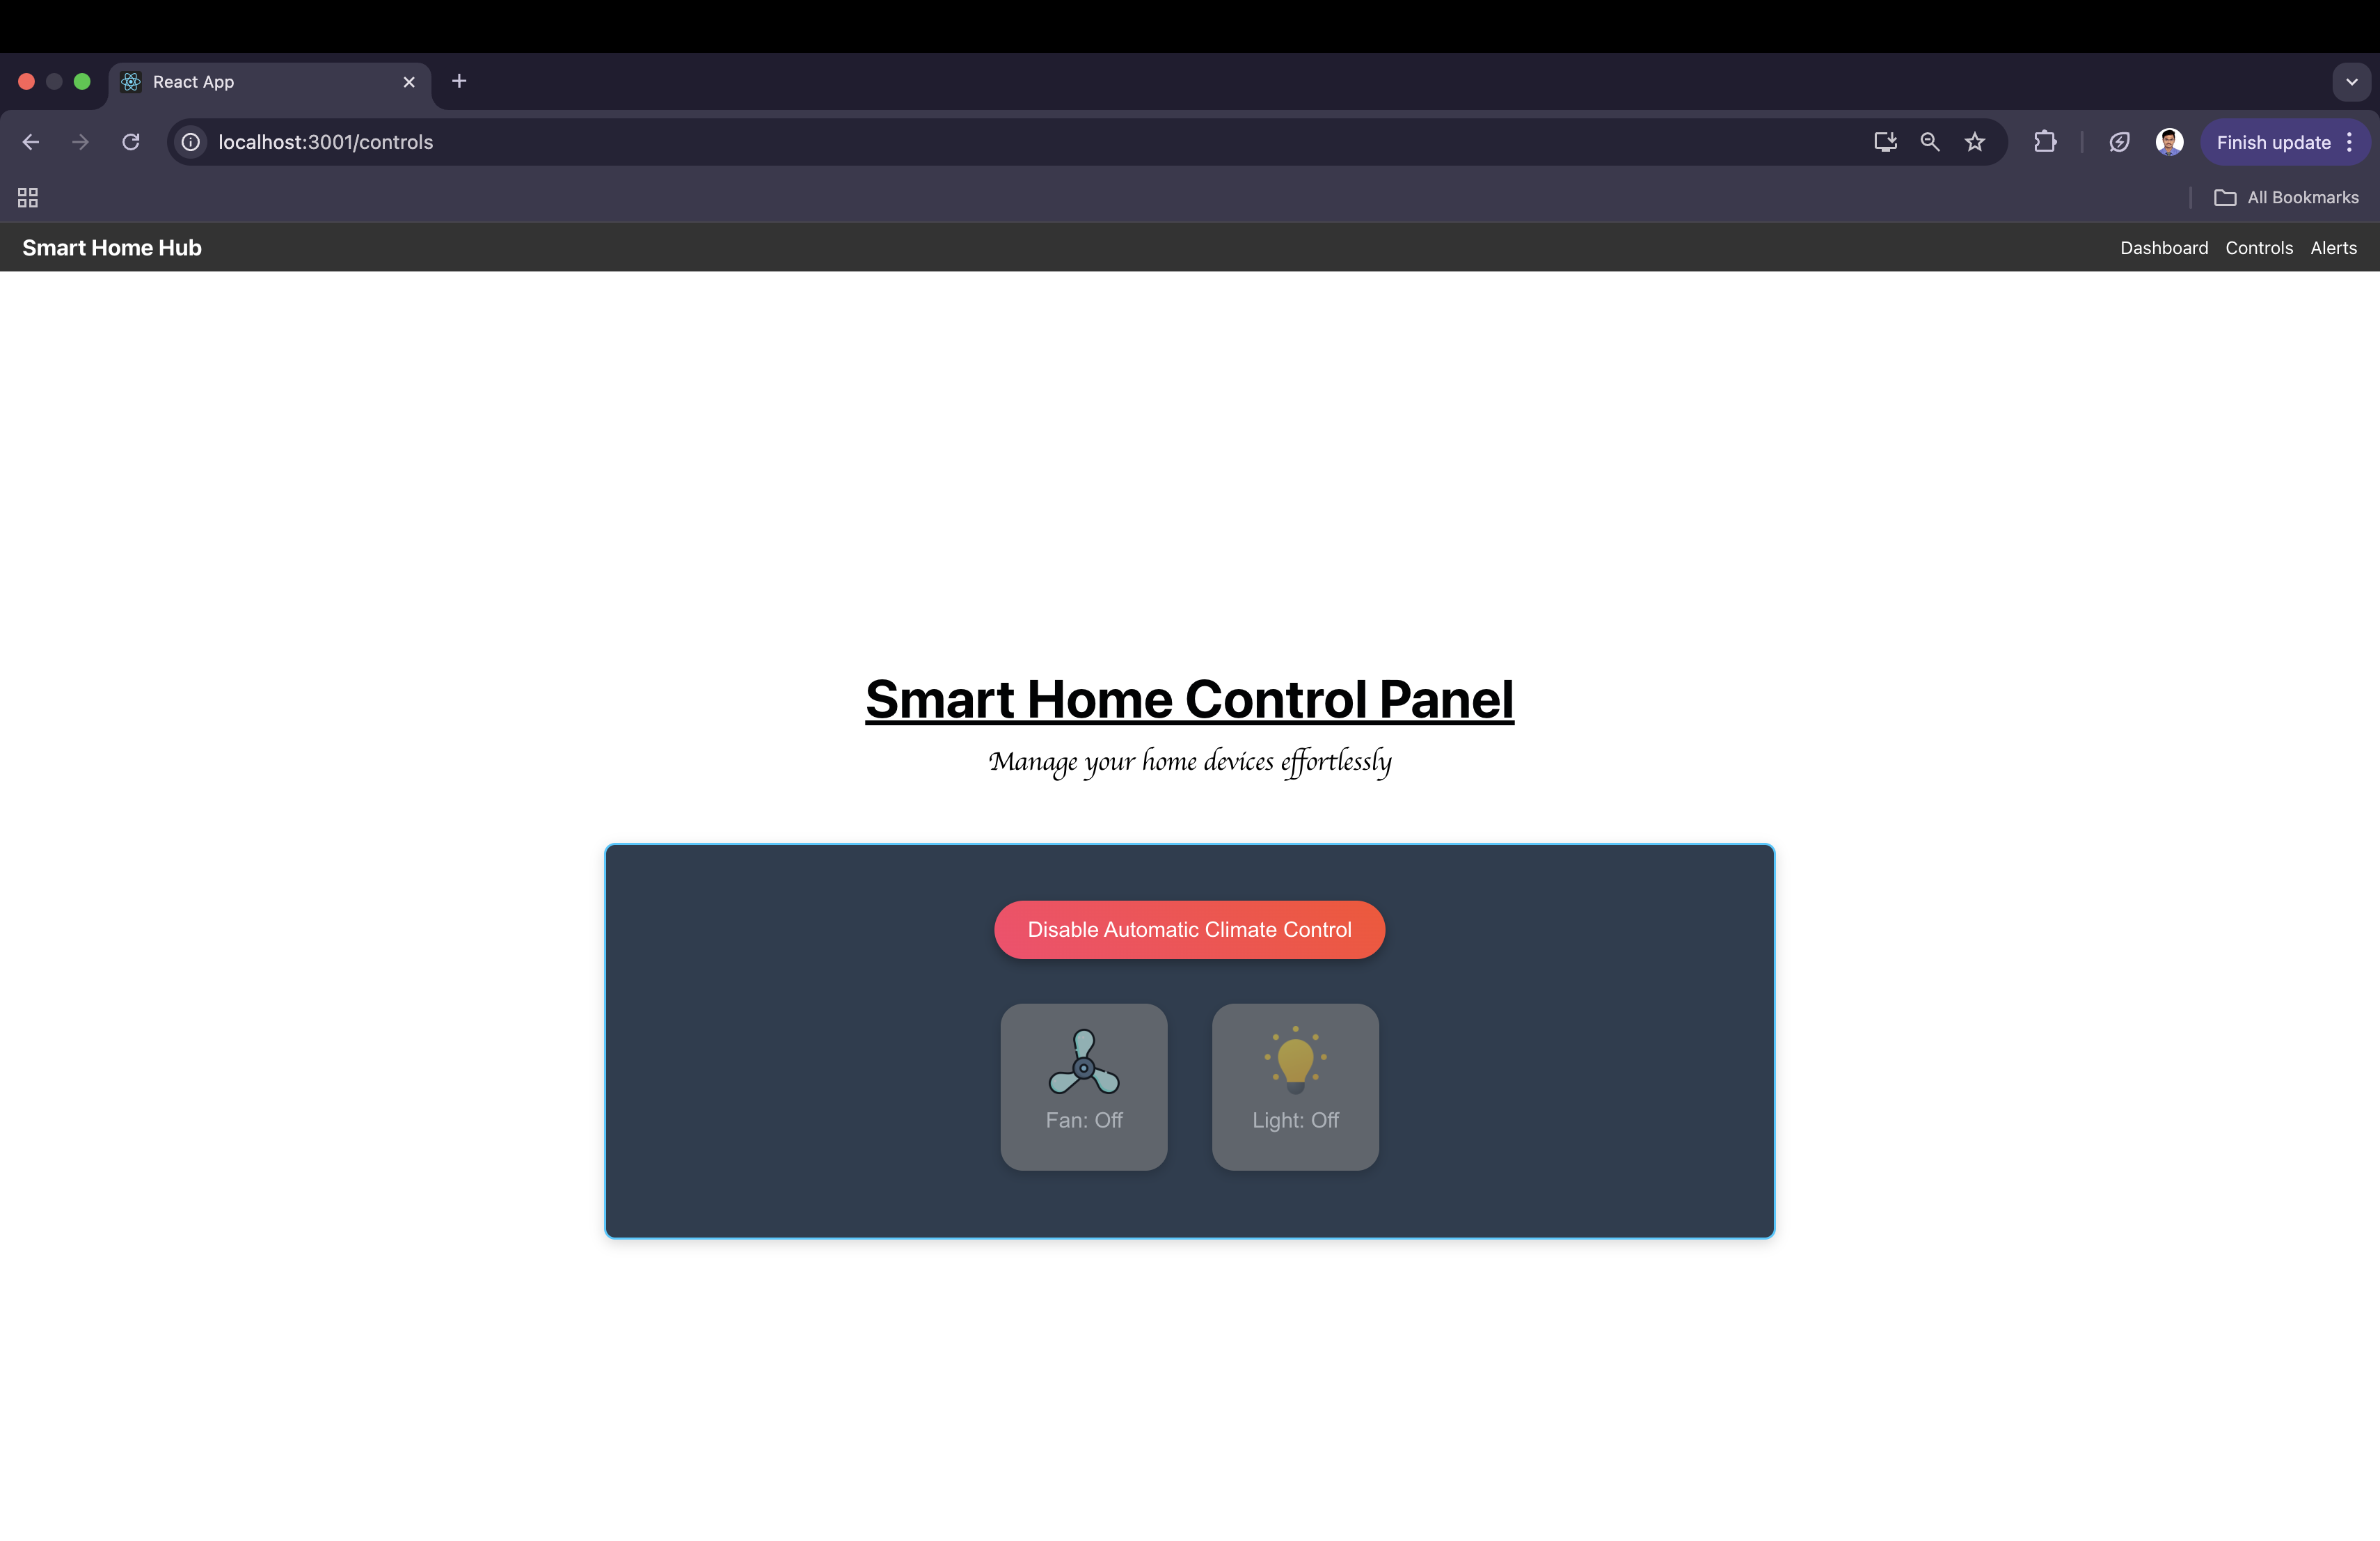 React App
localhost:3001/controls
Finish update
All Bookmarks
Smart Home Hub
Dashboard Controls Alerts
Smart Home Control Panel
Manage your home devices effortlessly
Disable Automatic Climate Control
Fan: Off
Light: Off